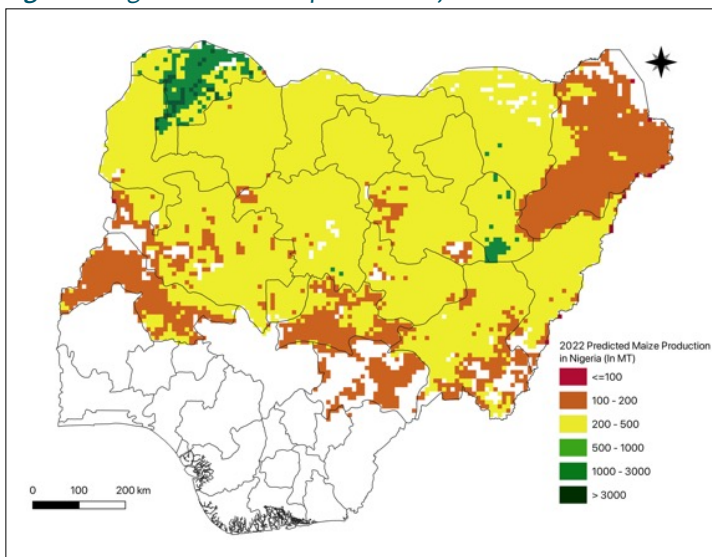 2022 Predicted Maize Production
in Nigeria (In MT)
<=100
100 - 200
200 - 500
500 - 1000
1000 - 3000
> 3000
0 100 200 km